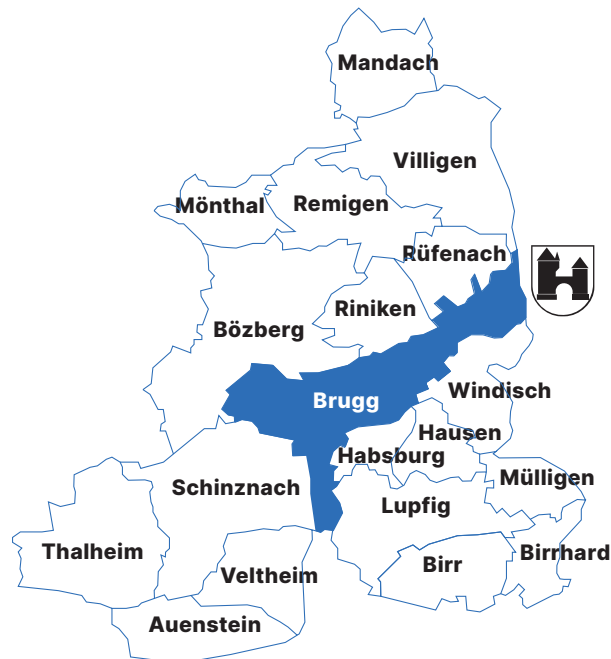 Mandach
Villigen
Mönthal
Remigen
Rüfenach
Riniken
Bözberg
Windisch
Brugg
Hausen
Habsburg
Mülligen
Schinznach
Lupfig
Thalheim
Birrhard
Birr
Veltheim
Auenstein